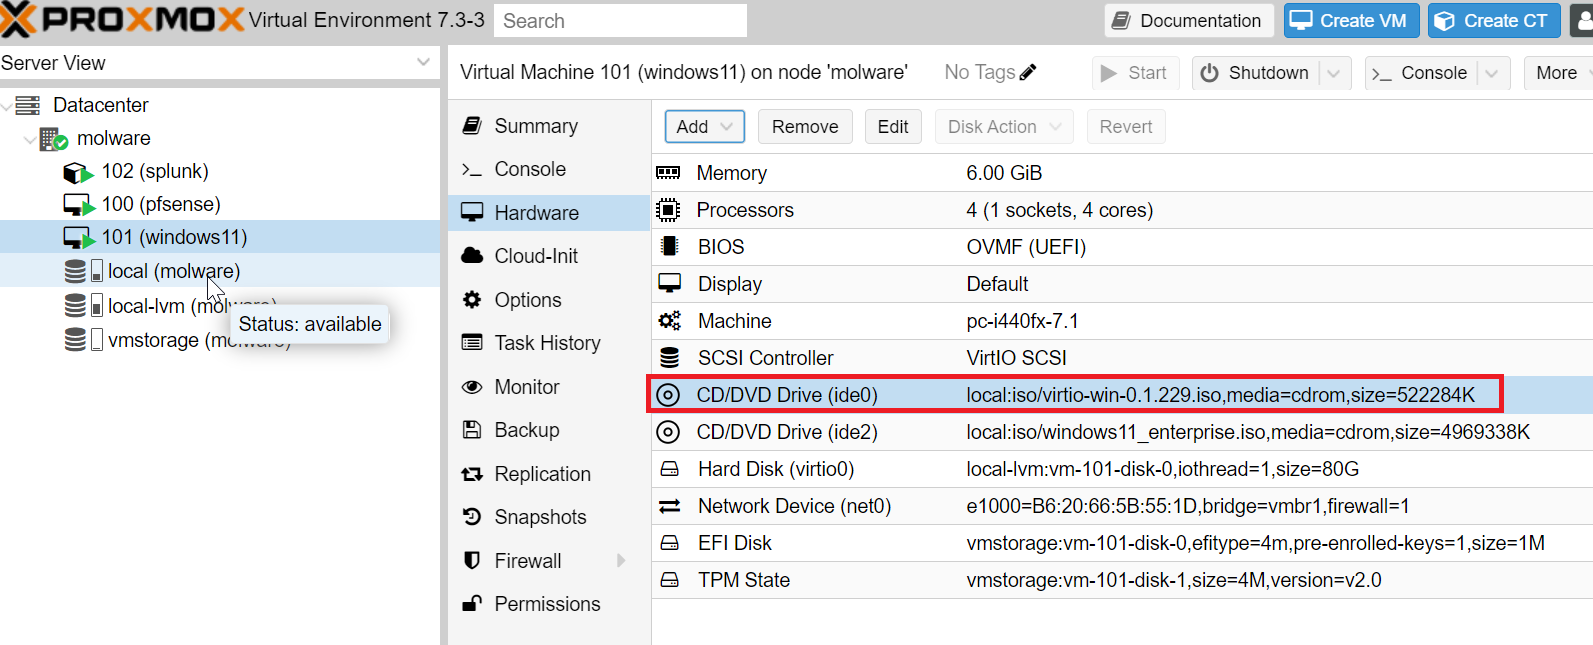 PROXMOX Virtual Environment 7.3-3 Search Documentation Create VM Create CT
Server View
Datacenter
molware
102 (splunk)
100 (pfsense)
101 (windows11)
local (molware)
local-lvm
Status: available
vmstorage
Virtual Machine 101 (windows11) on node 'molware' No Tags Start Shutdown >_ Console More
Summary
>_ Console
Hardware
Cloud-Init
Options
Task History
Monitor
Backup
Replication
Snapshots
Firewall
Permissions
Add Remove Edit Disk Action Revert
Memory 6.00 GiB
Processors 4 (1 sockets, 4 cores)
BIOS OVMF (UEFI)
Display Default
Machine pc-i440fx-7.1
SCSI Controller VirtIO SCSI
CD/DVD Drive (ide0) local:iso/virtio-win-0.1.229.iso,media=cdrom,size=522284K
CD/DVD Drive (ide2) local:iso/windows11_enterprise.iso,media=cdrom,size=4969338K
Hard Disk (virtio0) local-lvm:vm-101-disk-0,iothread=1,size=80G
Network Device (net0) e1000=B6:20:66:5B:55:1D,bridge=vmbr1,firewall=1
EFI Disk vmstorage:vm-101-disk-0,efitype=4m,pre-enrolled-keys=1,size=1M
TPM State vmstorage:vm-101-disk-1,size=4M,version=v2.0